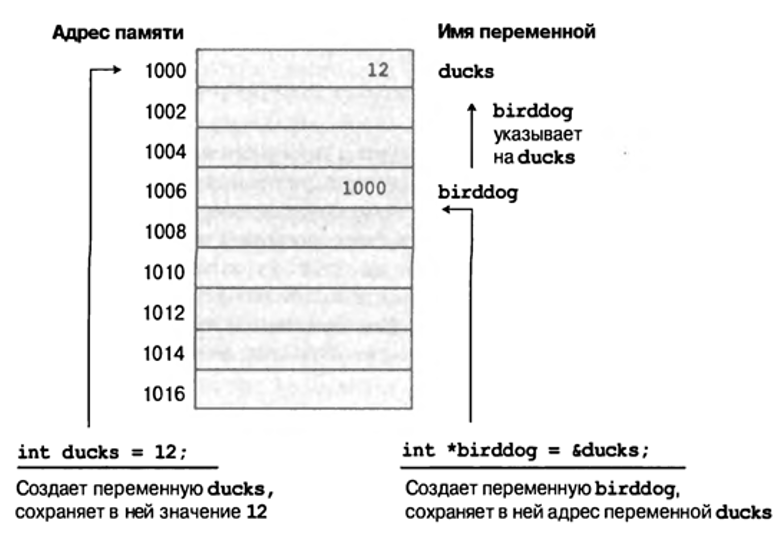 Адрес памяти
Имя переменной
1000
12
ducks
1002
birddog
указывает
на ducks
1004
1006
1000
birddog
1008
1010
1012
1014
1016
int ducks = 12;
int *birddog = &ducks;
Создает переменную ducks,
сохраняет в ней значение 12
Создает переменную birddog,
сохраняет в ней адрес переменной ducks